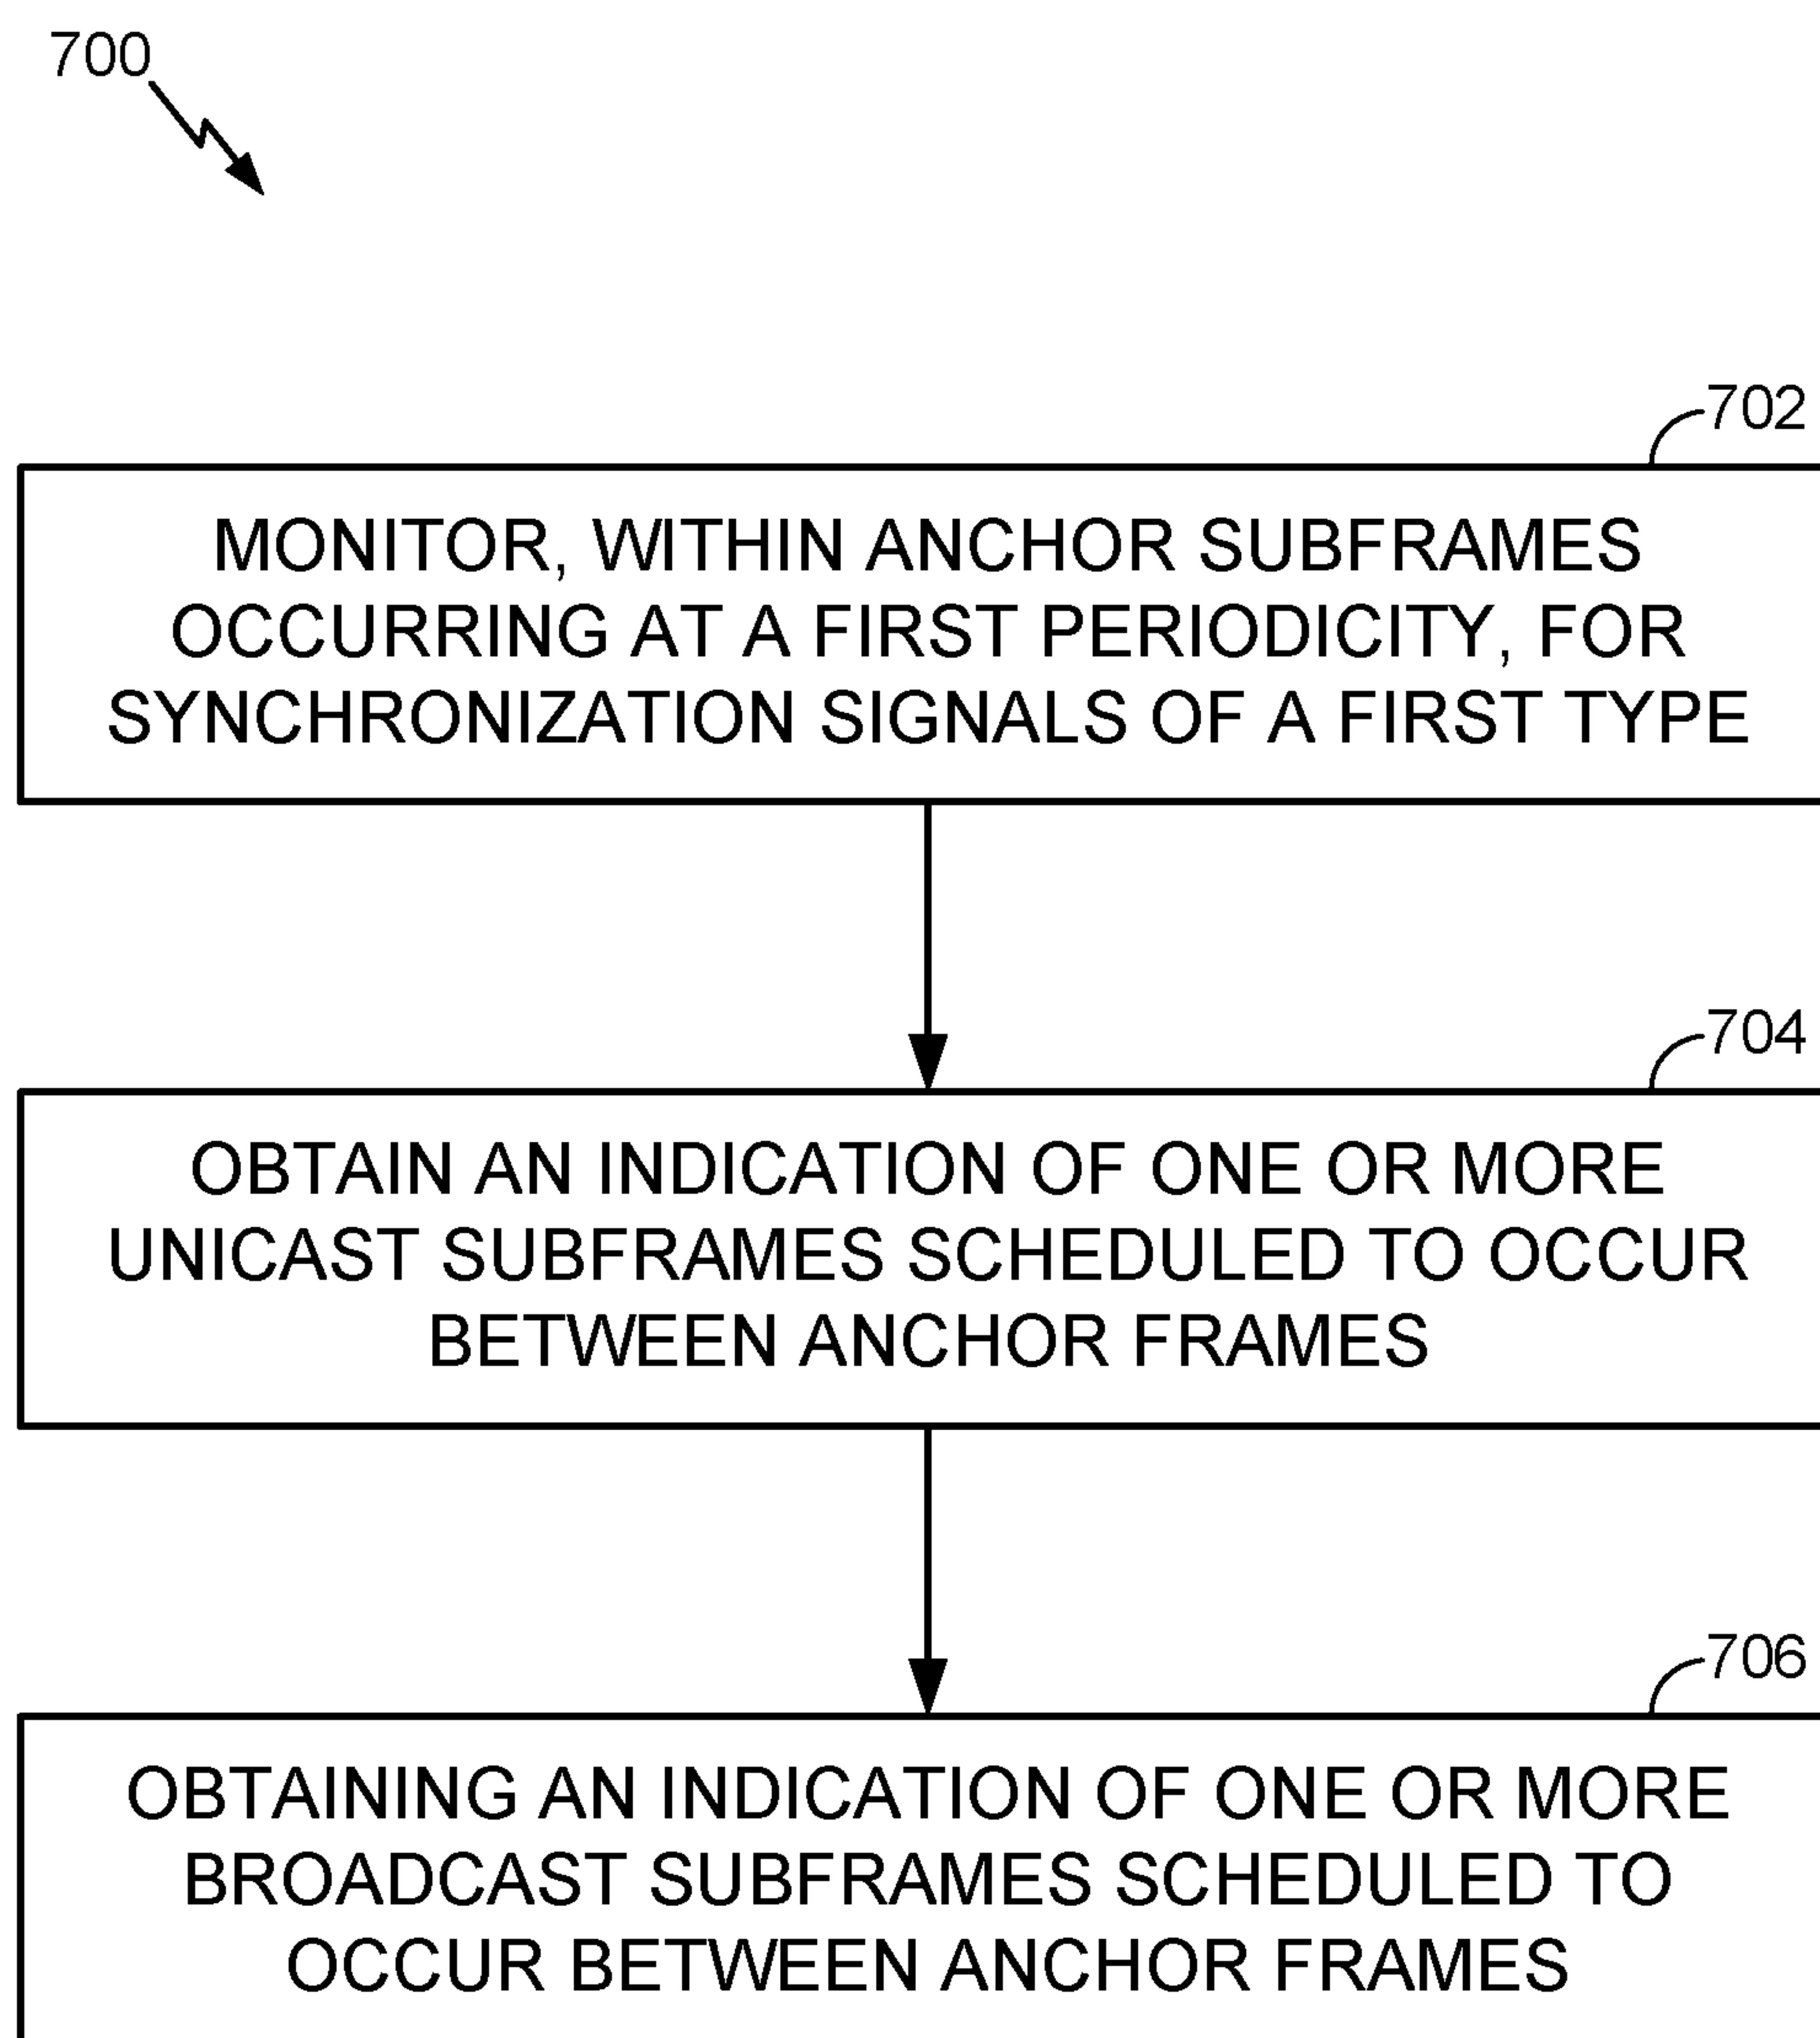 700
702
MONITOR, WITHIN ANCHOR SUBFRAMES
OCCURRING AT A FIRST PERIODICITY, FOR
SYNCHRONIZATION SIGNALS OF A FIRST TYPE
704
OBTAIN AN INDICATION OF ONE OR MORE
UNICAST SUBFRAMES SCHEDULED TO OCCUR
BETWEEN ANCHOR FRAMES
706
OBTAINING AN INDICATION OF ONE OR MORE
BROADCAST SUBFRAMES SCHEDULED TO
OCCUR BETWEEN ANCHOR FRAMES